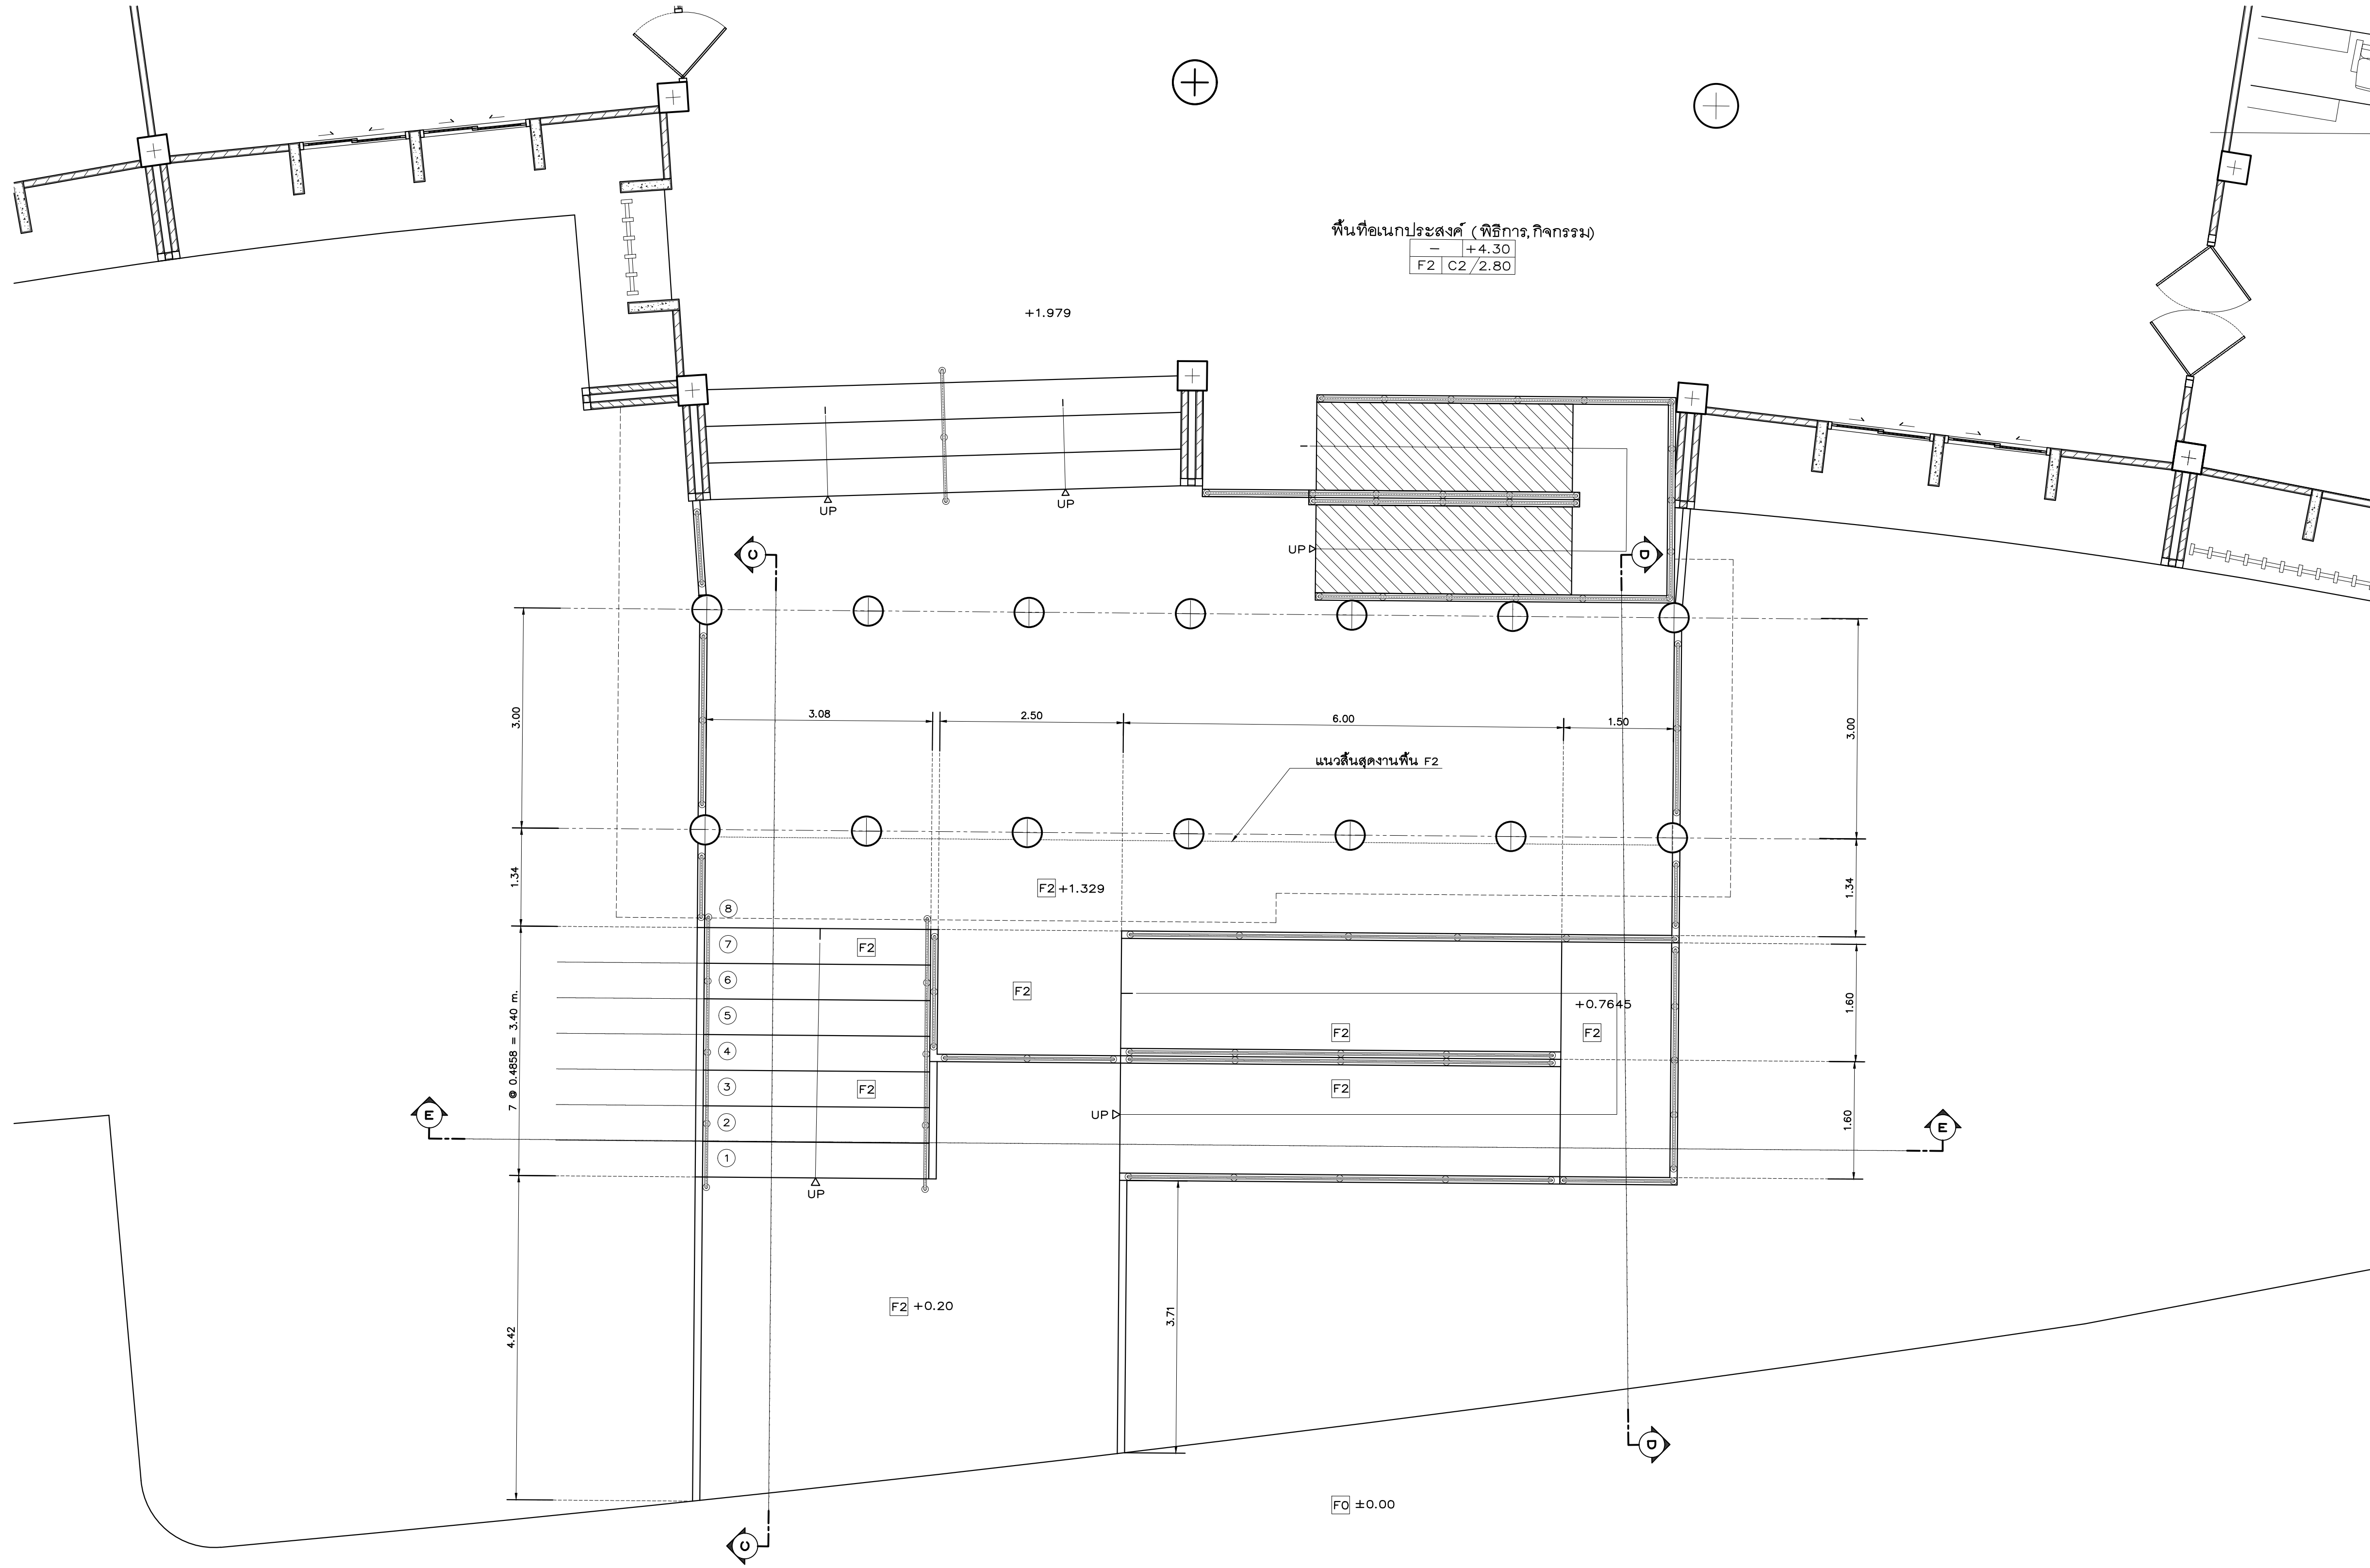 พื้นที่อเนกประสงค์ (พิธีการ,กิจกรรม)
– +4.30
F2 C2/2.80
+1.979
UP
UP
UP
C
D
3.00
3.08
2.50
6.00
1.50
3.00
แนวสิ้นสุดงานพื้น F2
1.34
F2 +1.329
1.34
8
7
F2
6
F2
5
+0.7645
F2
F2
1.60
4
7 @ 0.4858 = 3.40 m.
3
F2
F2
2
UP
1.60
E
E
1
UP
F2 +0.20
3.71
4.42
D
F0 ±0.00
C